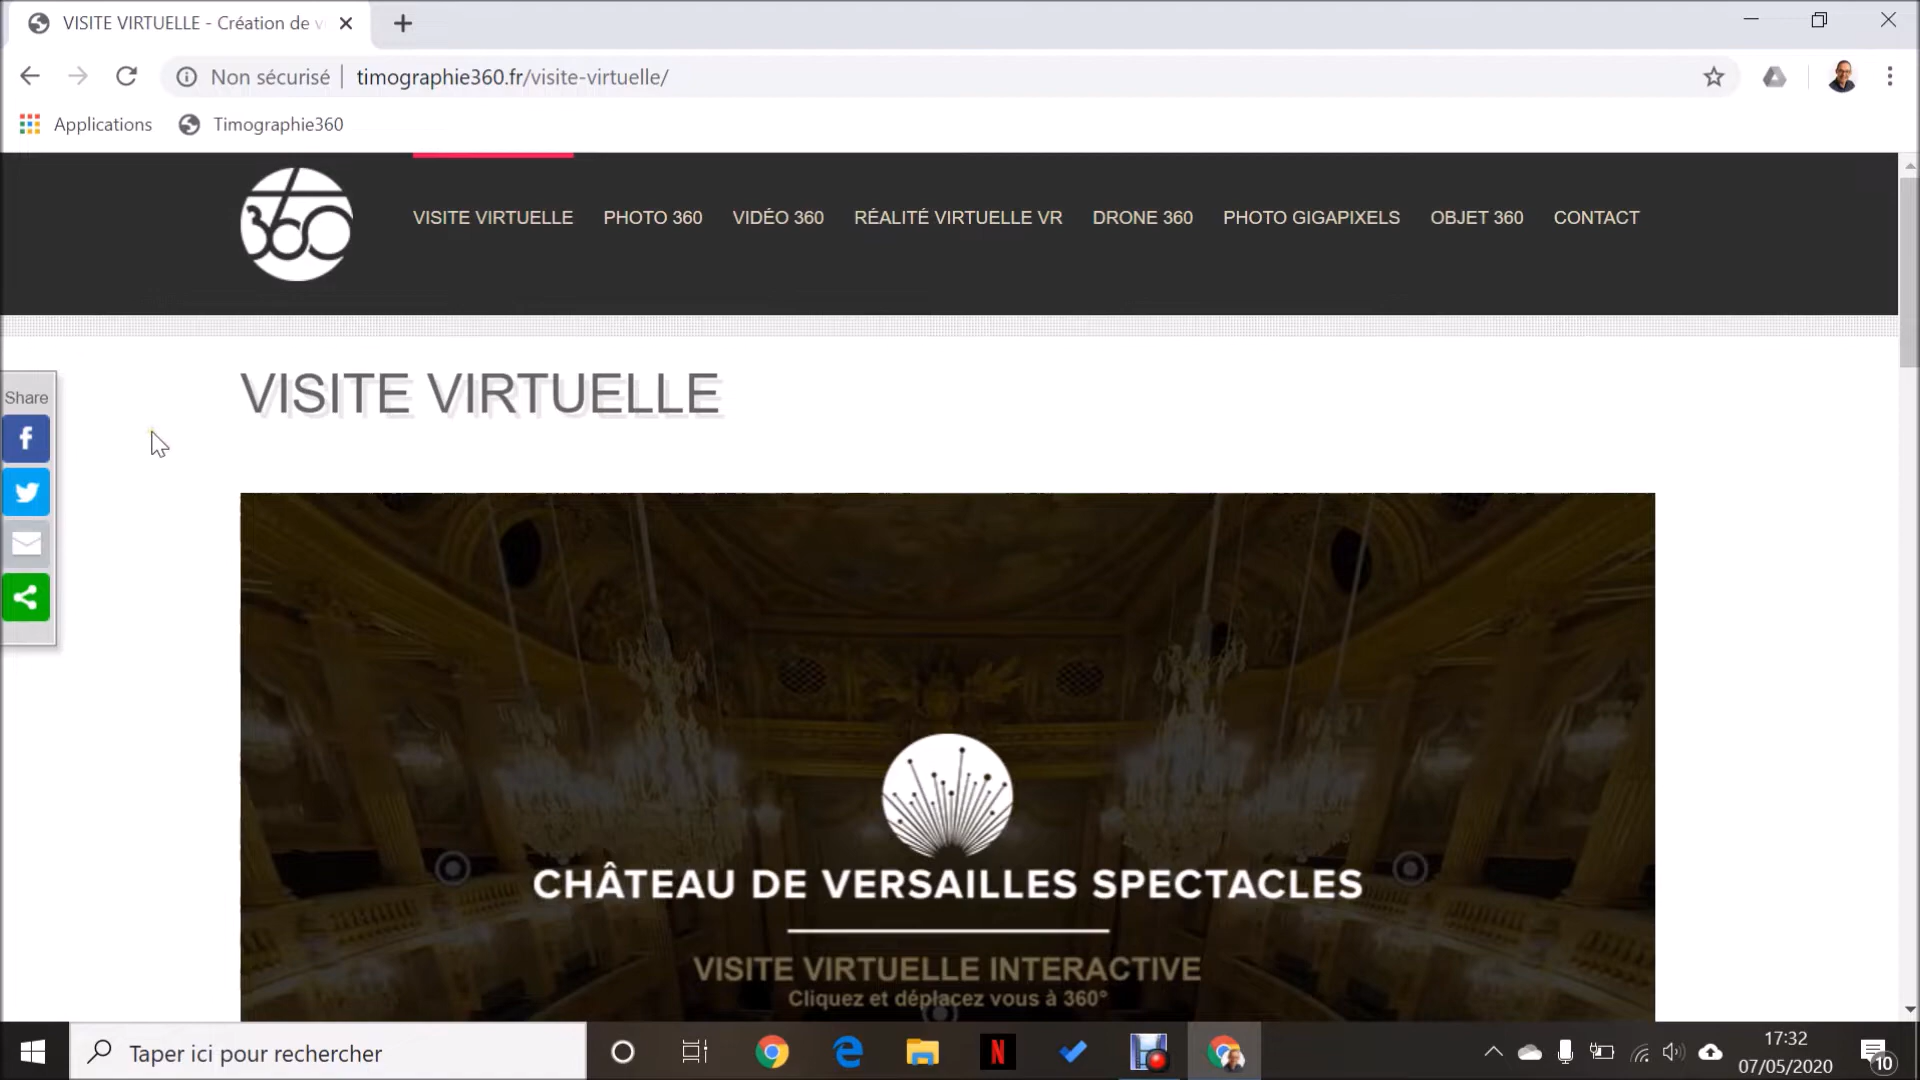 VISITE VIRTUELLE - Création de v
Non sécurisé | timographie360.fr/visite-virtuelle/
Applications Timographie360
360 VISITE VIRTUELLE PHOTO 360 VIDÉO 360 RÉALITÉ VIRTUELLE VR DRONE 360 PHOTO GIGAPIXELS OBJET 360 CONTACT
VISITE VIRTUELLE
Share
CHÂTEAU DE VERSAILLES SPECTACLES
VISITE VIRTUELLE INTERACTIVE
Cliquez et déplacez vous à 360°
Taper ici pour rechercher
17:32
07/05/2020
10